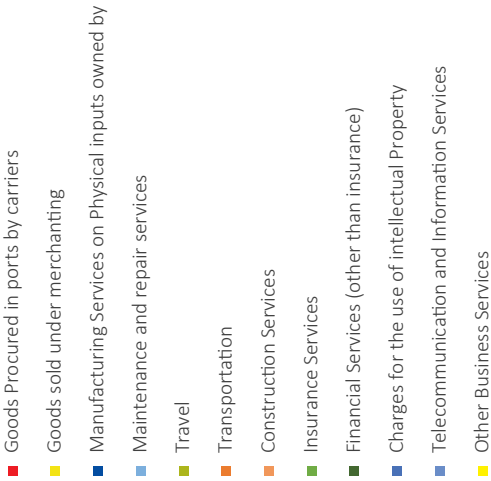 Goods Procured in ports by carriers
Goods sold under merchanting
Manufacturing Services on Physical inputs owned by
Maintenance and repair services
Travel
Transportation
Construction Services
Insurance Services
Financial Services (other than insurance)
Charges for the use of intellectual Property
Telecommunication and Information Services
Other Business Services